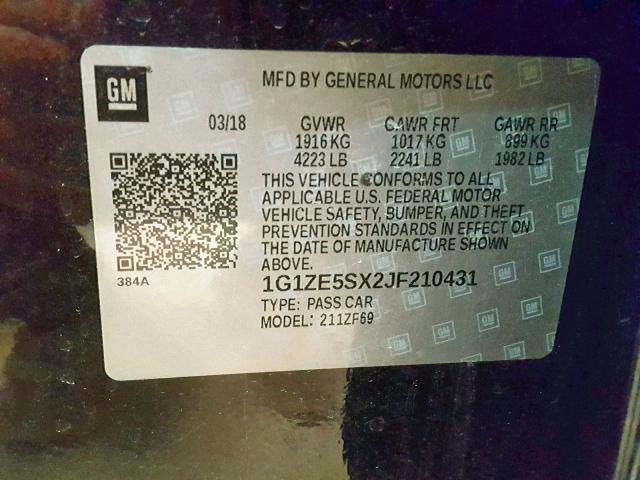 GM
MFD BY GENERAL MOTORS LLC
03/18 GVWR GAWR FRT GAWR RR
1916 KG 1017 KG 899 KG
4223 LB 2241 LB 1982 LB
THIS VEHICLE CONFORMS TO ALL
APPLICABLE U.S. FEDERAL MOTOR
VEHICLE SAFETY, BUMPER, AND THEFT
PREVENTION STANDARDS IN EFFECT ON
THE DATE OF MANUFACTURE SHOWN
ABOVE.
384A
1G1ZE5SX2JF210431
TYPE: PASS CAR
MODEL: 211ZF69